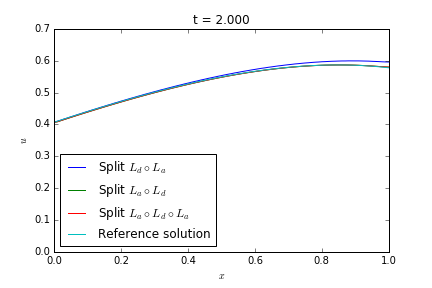 t = 2.000
0.7
0.6
0.5
0.4
0.3
0.2
0.1
0.0
u
Split L_d ∘ L_a
Split L_a ∘ L_d
Split L_a ∘ L_d ∘ L_a
Reference solution
0.0 0.2 0.4 0.6 0.8 1.0
x